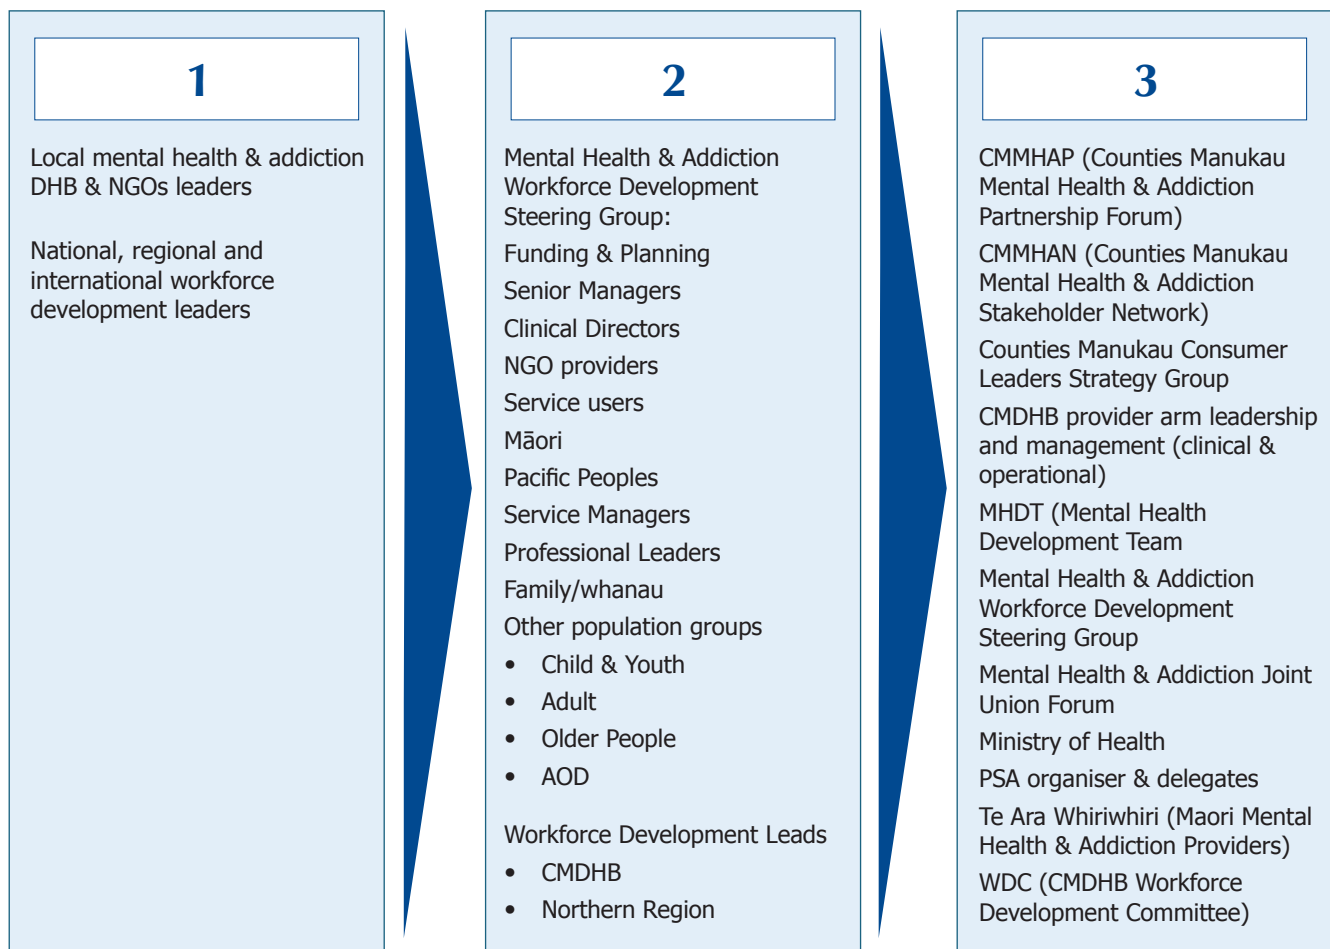 1
Local mental health & addiction
DHB & NGOs leaders
National, regional and
international workforce
development leaders
2
Mental Health & Addiction
Workforce Development
Steering Group:
Funding & Planning
Senior Managers
Clinical Directors
NGO providers
Service users
Māori
Pacific Peoples
Service Managers
Professional Leaders
Family/whanau
Other population groups
• Child & Youth
• Adult
• Older People
• AOD
Workforce Development Leads
• CMDHB
• Northern Region
3
CMMHAP (Counties Manukau
Mental Health & Addiction
Partnership Forum)
CMMHAN (Counties Manukau
Mental Health & Addiction
Stakeholder Network)
Counties Manukau Consumer
Leaders Strategy Group
CMDHB provider arm leadership
and management (clinical &
operational)
MHDT (Mental Health
Development Team
Mental Health & Addiction
Workforce Development
Steering Group
Mental Health & Addiction Joint
Union Forum
Ministry of Health
PSA organiser & delegates
Te Ara Whiriwhiri (Maori Mental
Health & Addiction Providers)
WDC (CMDHB Workforce
Development Committee)